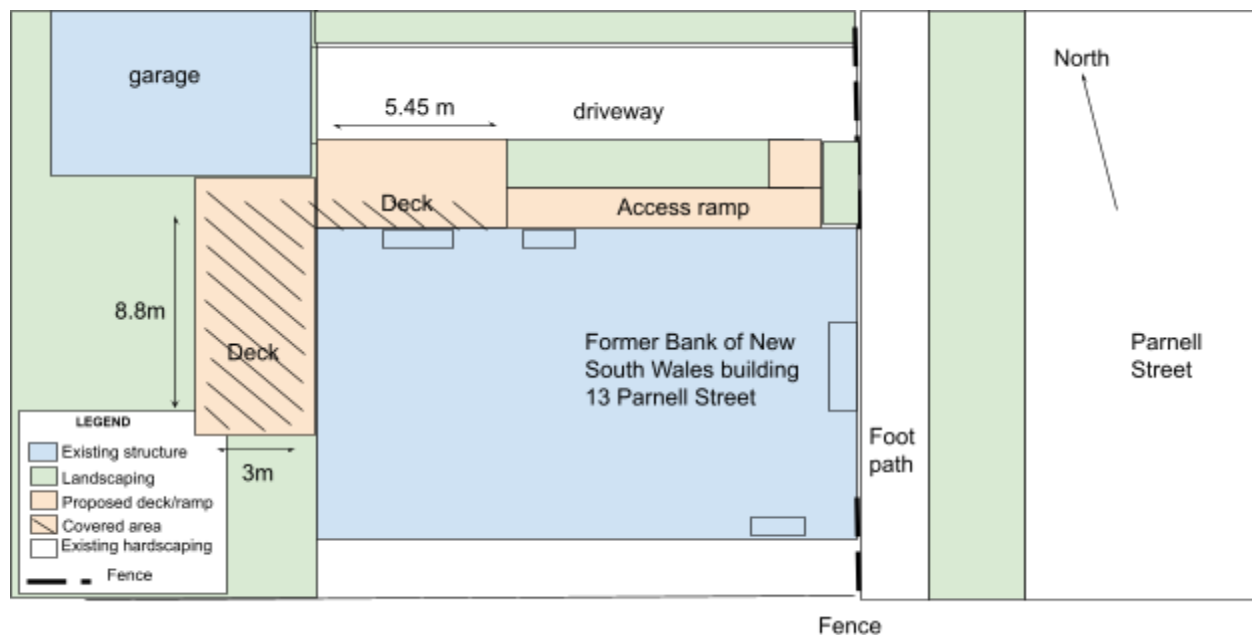 garage
North
5.45 m
driveway
Deck
Access ramp
8.8m
Deck
Former Bank of New
South Wales building
13 Parnell Street
Parnell
Street
Foot
path
3m
LEGEND
Existing structure
Landscaping
Proposed deck/ramp
Covered area
Existing hardscaping
Fence
Fence